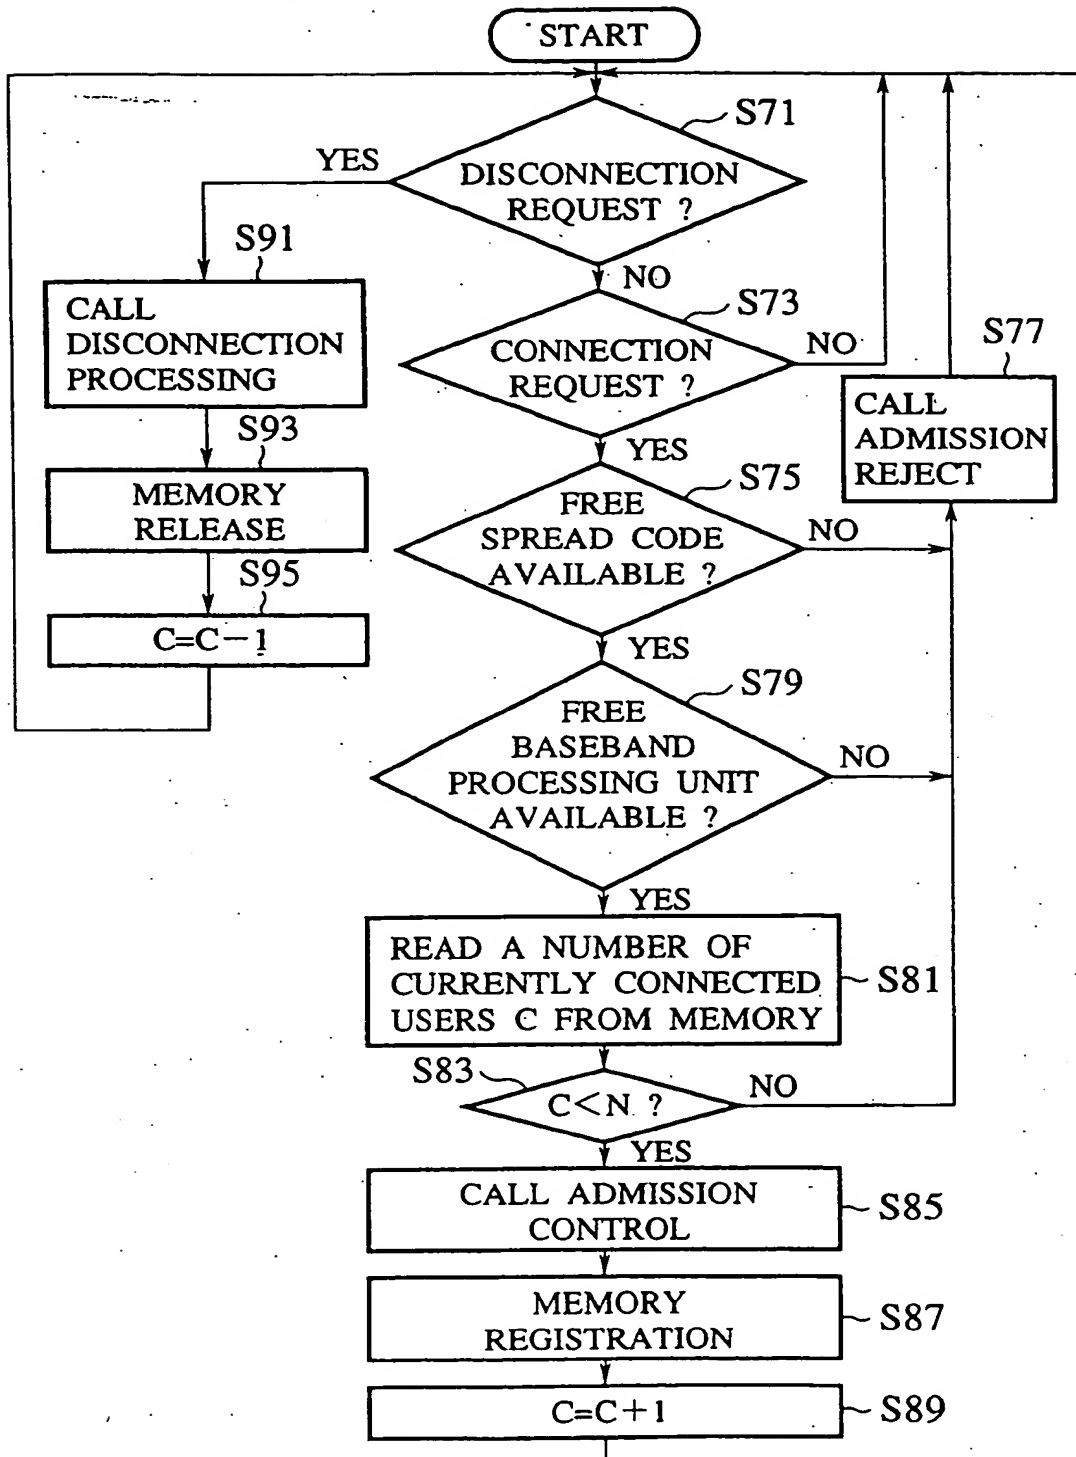 START
S71
YES
DISCONNECTION
REQUEST ?
S91
NO
CALL
DISCONNECTION
PROCESSING
S73
CONNECTION
REQUEST ?
NO
S77
CALL
ADMISSION
REJECT
S93
YES
MEMORY
RELEASE
S75
FREE
SPREAD CODE
AVAILABLE ?
NO
S95
C=C−1
YES
S79
FREE
BASEBAND
PROCESSING UNIT
AVAILABLE ?
NO
YES
READ A NUMBER OF
CURRENTLY CONNECTED
USERS C FROM MEMORY
S81
S83
C<N ?
NO
YES
CALL ADMISSION
CONTROL
S85
MEMORY
REGISTRATION
S87
C=C+1
S89